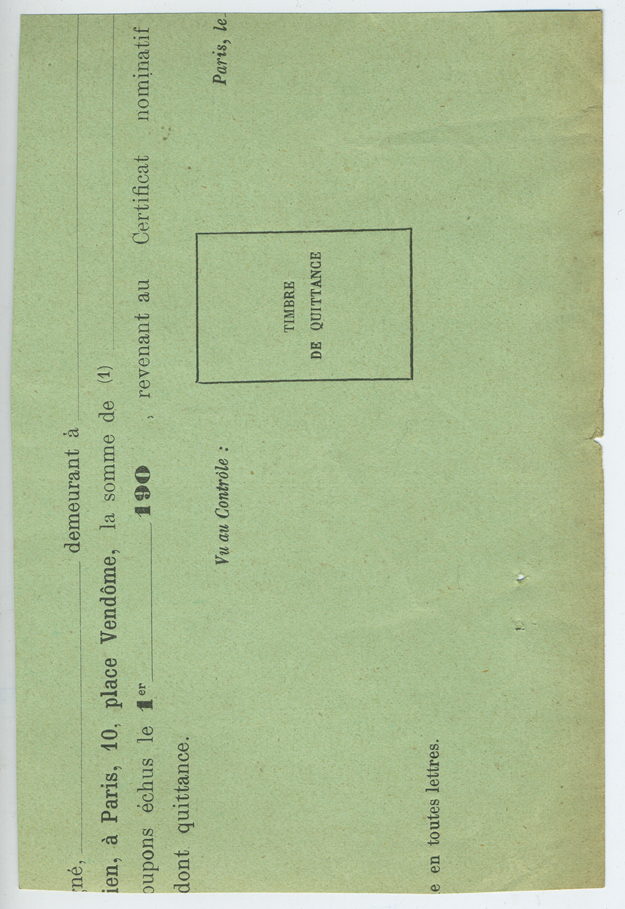 gné, demeurant à
ien, à Paris, 10, place Vendôme, la somme de (1)
oupons échus le 1er 190 , revenant au Certificat nominatif
dont quittance.
Paris, le
Vu au Contrôle :
TIMBRE
DE QUITTANCE
e en toutes lettres.